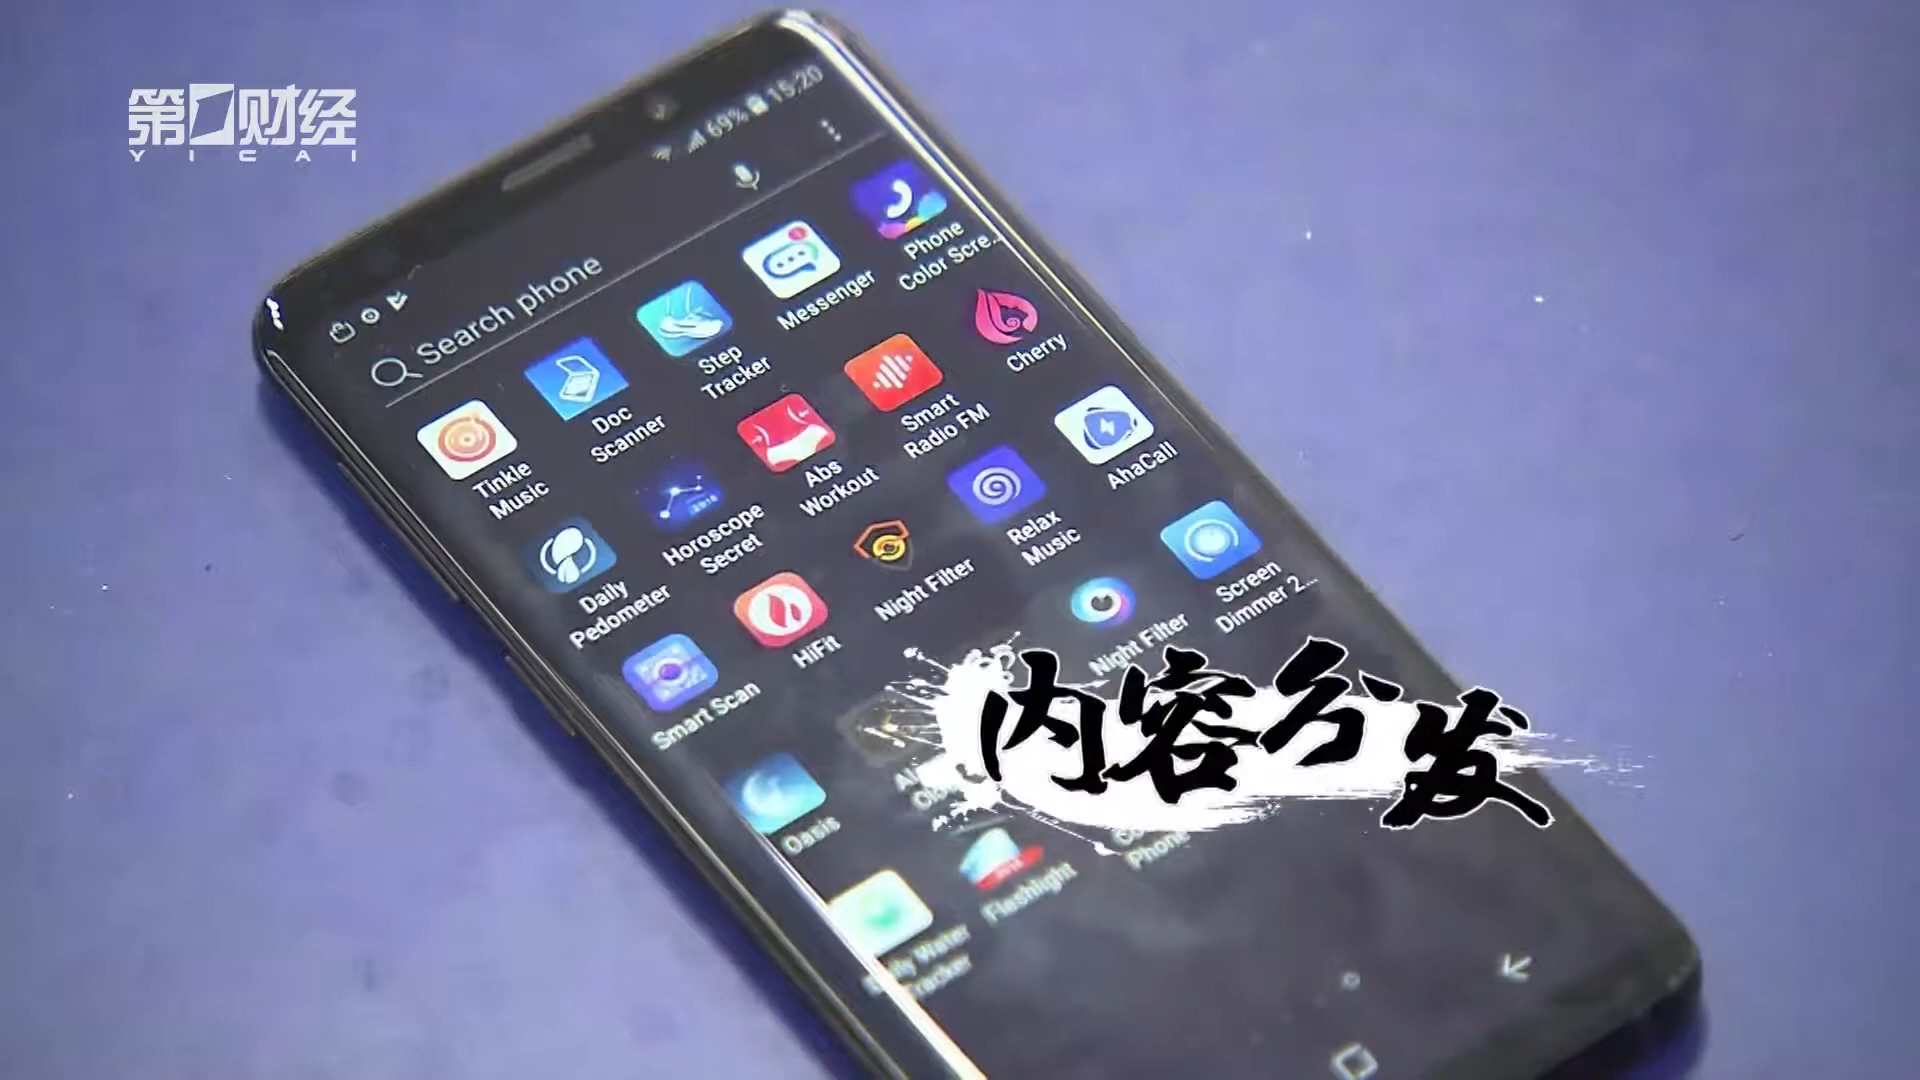 第一财经
YICAI
69% 15:20
Search phone
Phone
Color Scre...
Messenger
Step
Tracker
Doc
Scanner
Tinkle
Music
Cherry
Smart
Radio FM
Abs
Workout
Horoscope
Secret
Daily
Pedometer
AhaCall
Relax
Music
Night Filter
HiFit
Smart Scan
Screen
Dimmer 2...
Night Filter
Oasis
Phone
Flashlight
Water
Tracker
内容分发